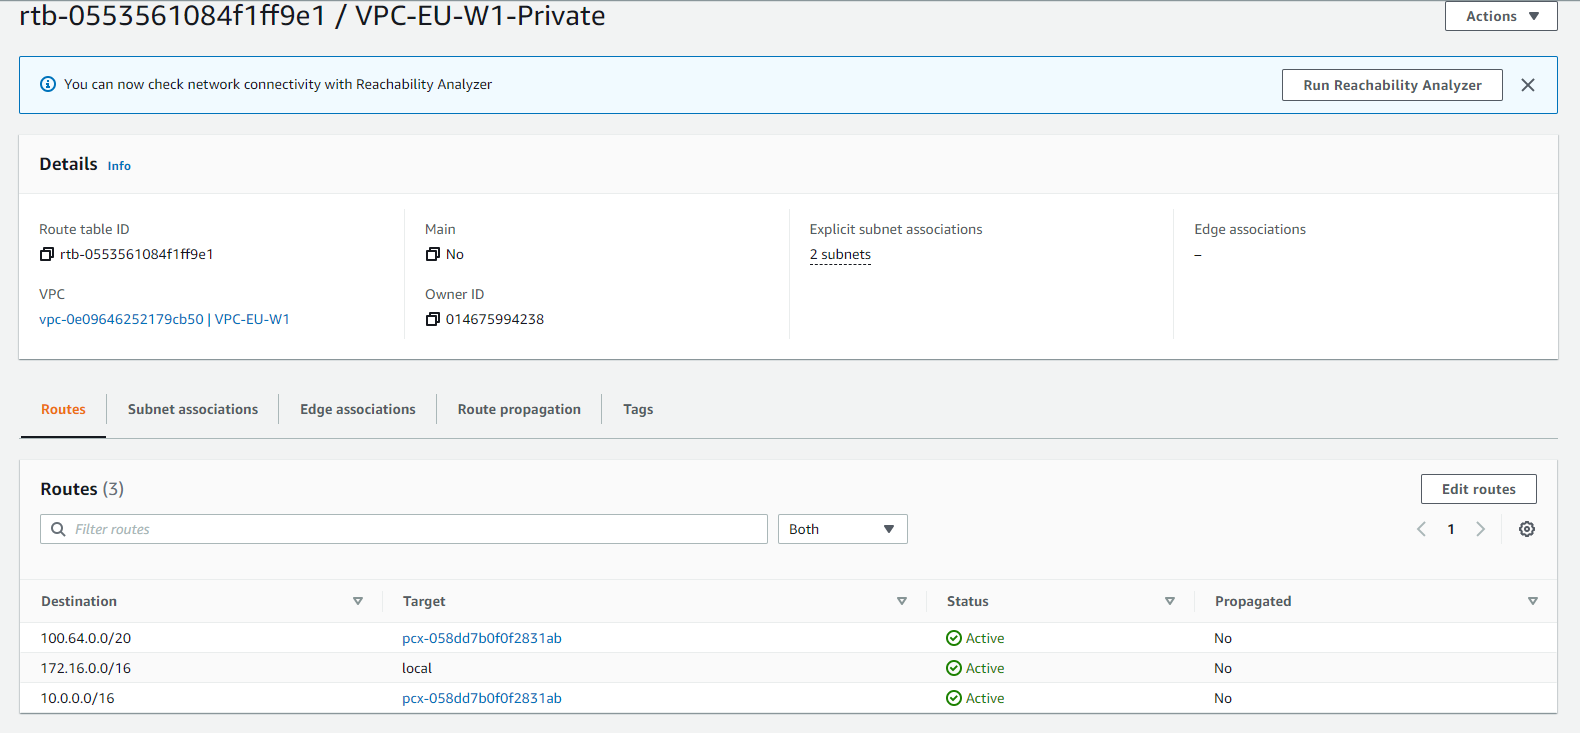 rtb-0553561084f1ff9e1 / VPC-EU-W1-Private
Actions
You can now check network connectivity with Reachability Analyzer
Run Reachability Analyzer
Details Info
Route table ID
rtb-0553561084f1ff9e1
Main
No
Explicit subnet associations
2 subnets
Edge associations
–
VPC
vpc-0e09646252179cb50 | VPC-EU-W1
Owner ID
014675994238
Routes
Subnet associations
Edge associations
Route propagation
Tags
Routes (3)
Edit routes
Filter routes
Both
1
Destination Target Status Propagated
100.64.0.0/20 pcx-058dd7b0f0f2831ab Active No
172.16.0.0/16 local Active No
10.0.0.0/16 pcx-058dd7b0f0f2831ab Active No